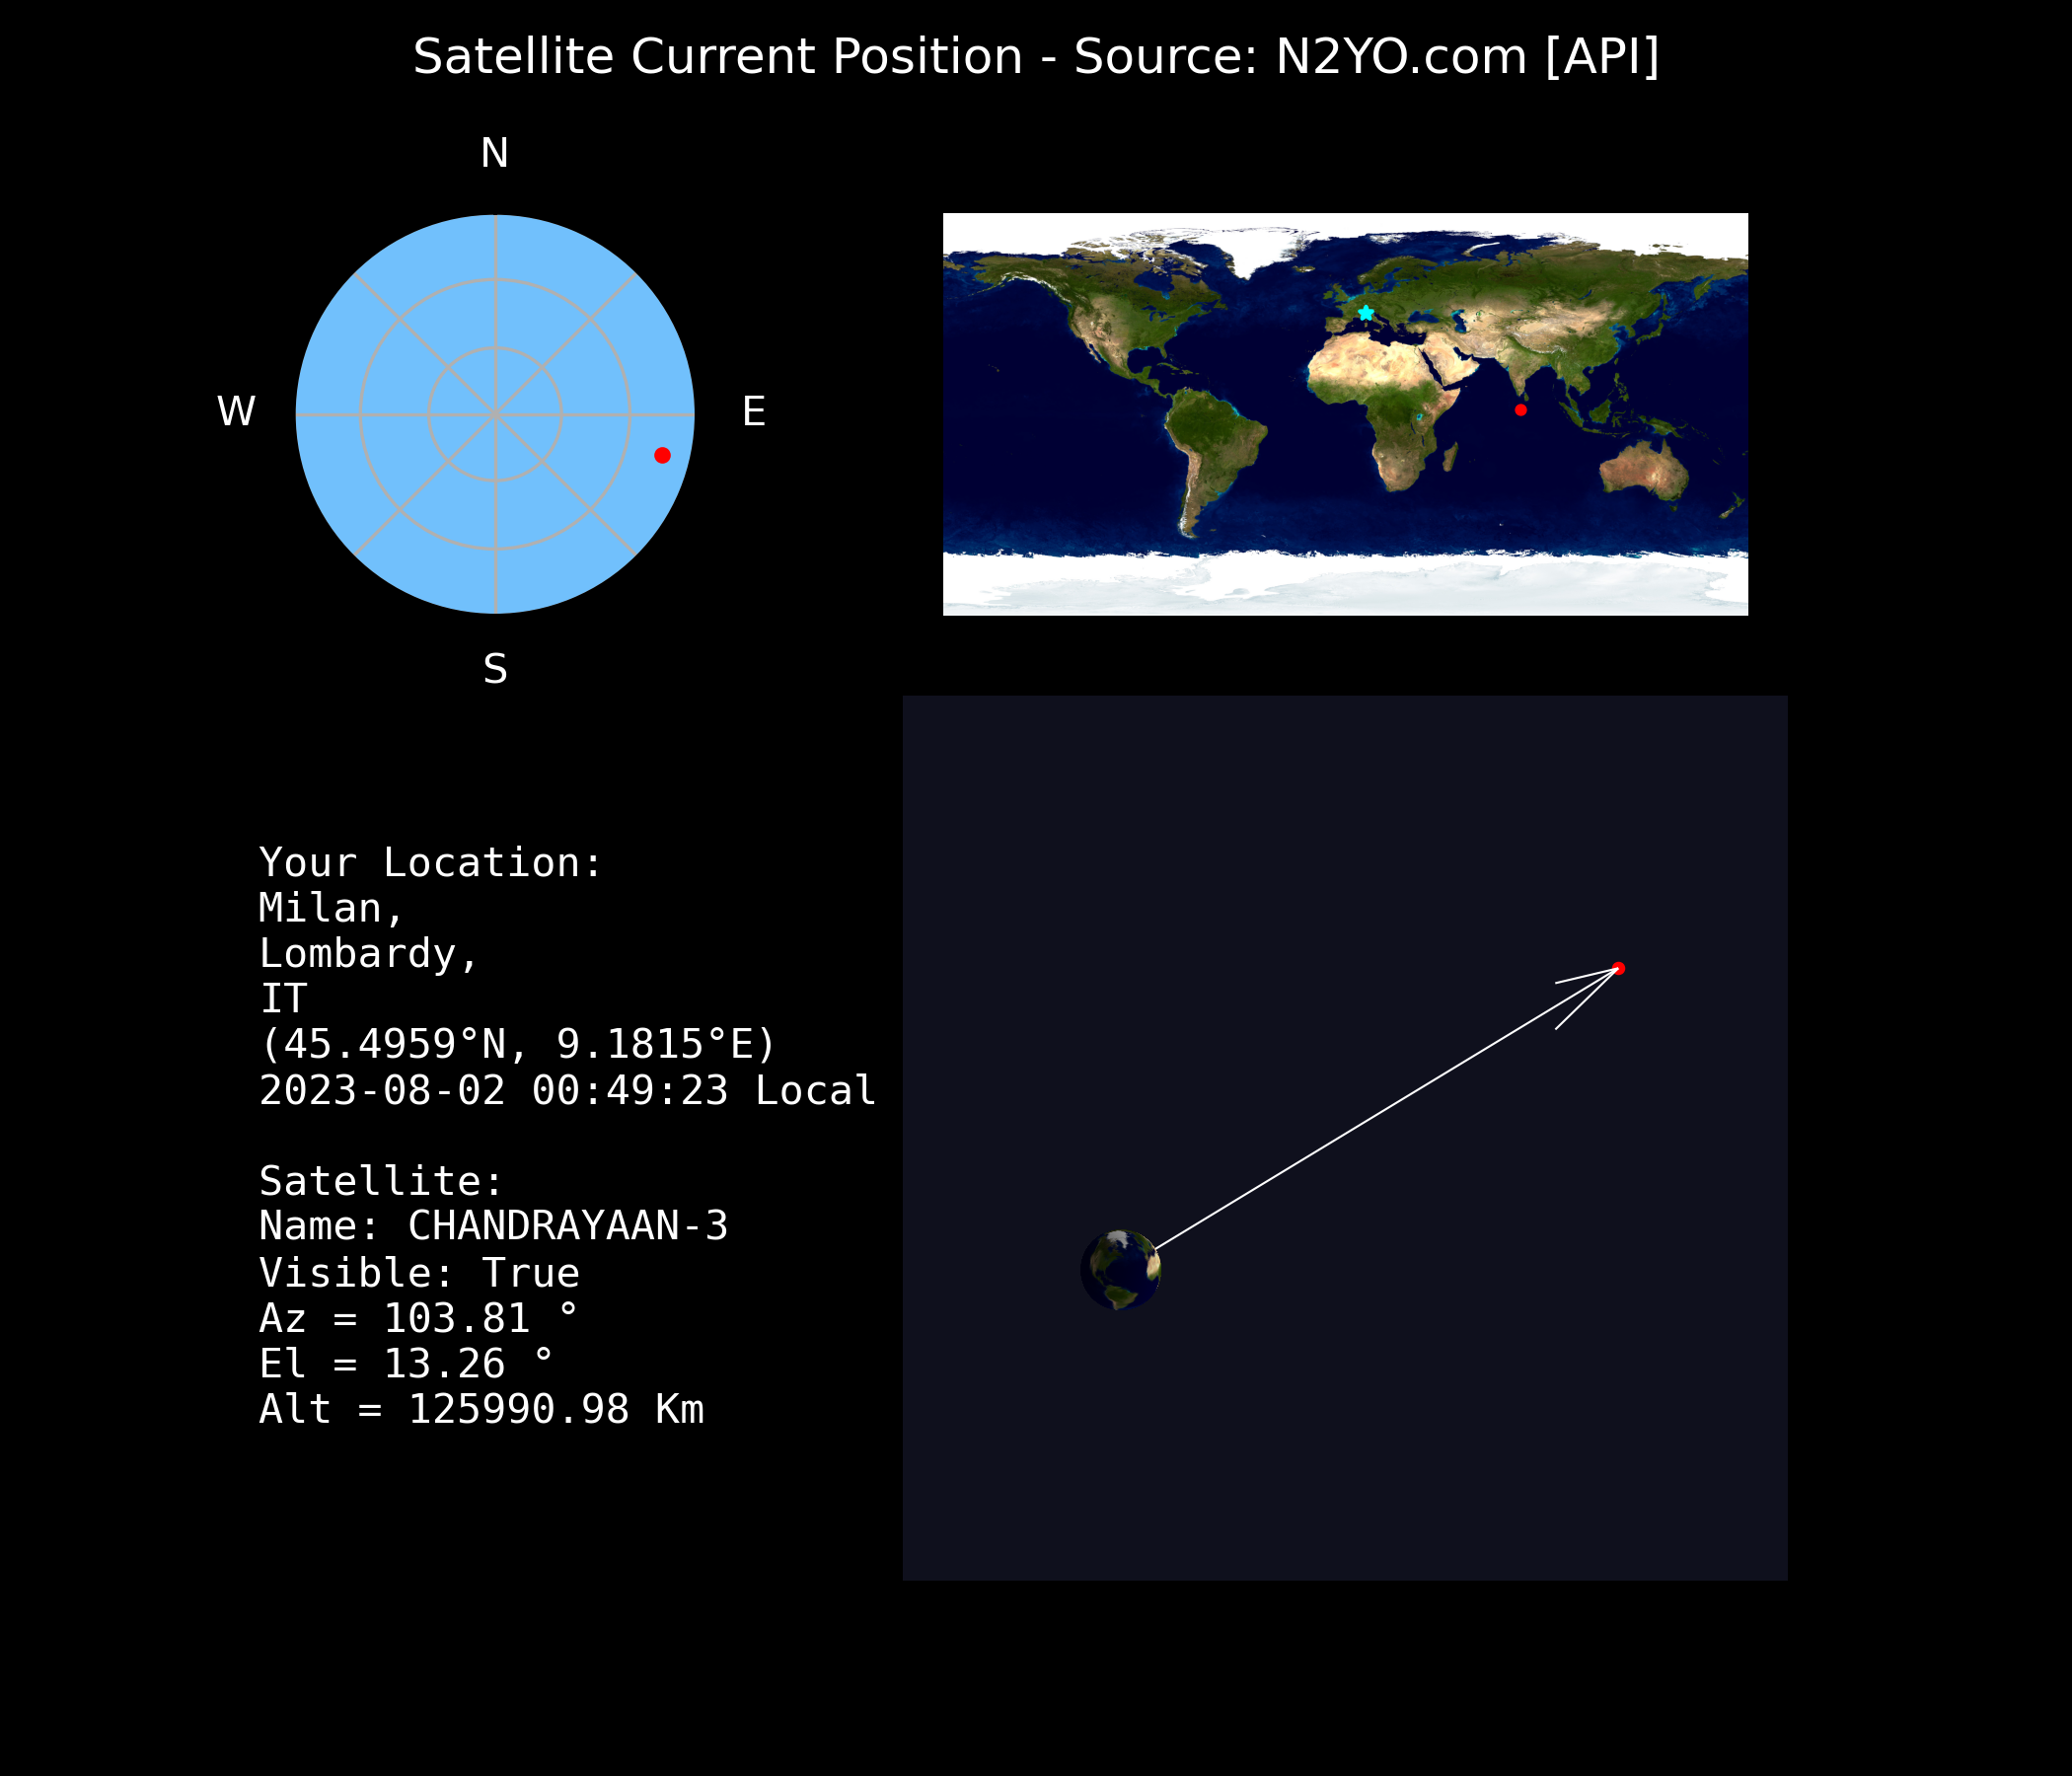 Satellite Current Position - Source: N2YO.com [API]
N
W
E
S
Your Location:
Milan,
Lombardy,
IT
(45.4959°N, 9.1815°E)
2023-08-02 00:49:23 Local
Satellite:
Name: CHANDRAYAAN-3
Visible: True
Az = 103.81 °
El = 13.26 °
Alt = 125990.98 Km